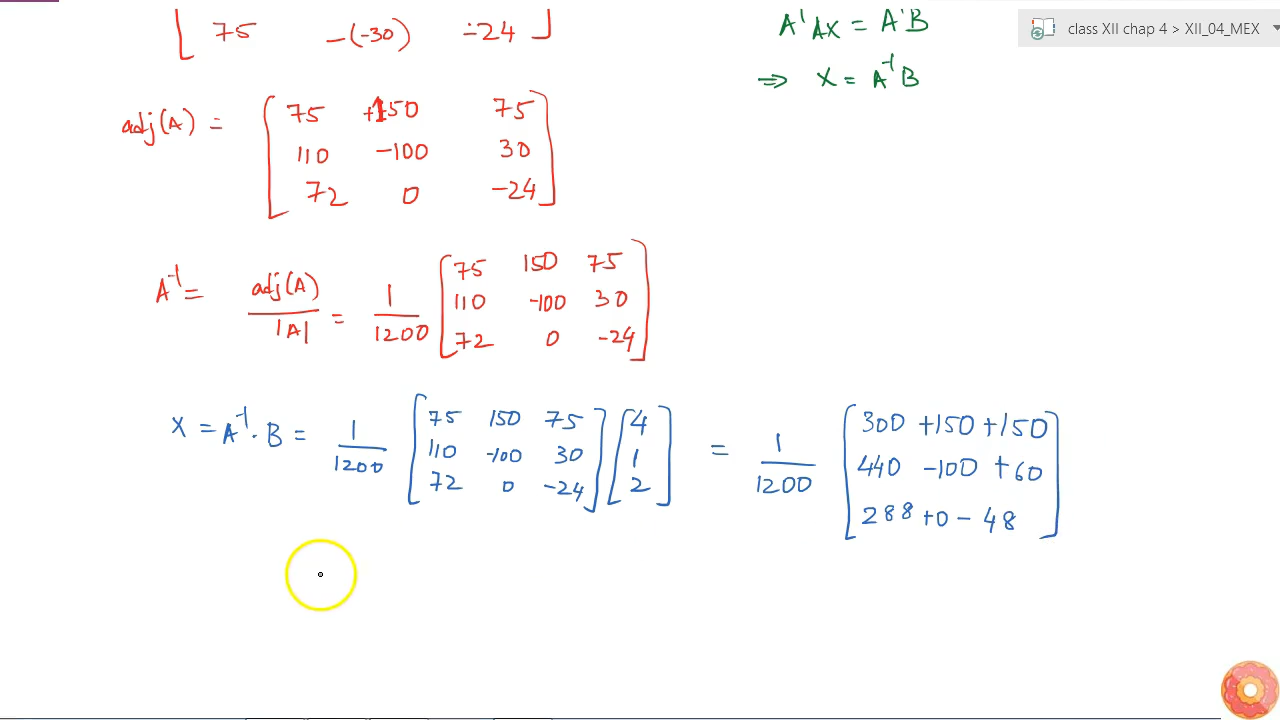 75 -(-30) -24
A⁻¹AX = A⁻¹B
class XII chap 4 > XII_04_MEX
⇒ X = A⁻¹B
adj(A) = [75 +150 75
110 -100 30
72 0 -24]
A⁻¹ = adj(A)/|A| = 1/1200 [75 150 75
110 -100 30
72 0 -24]
X = A⁻¹.B = 1/1200 [75 150 75
110 -100 30
72 0 -24] [4
1
2] = 1/1200 [300 +150 +150
440 -100 +60
288 +0 - 48]